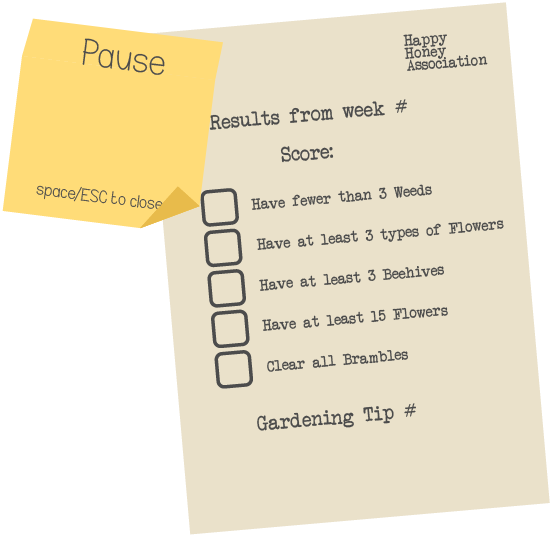 Pause
space/ESC to close
Happy
Honey
Association
Results from week #
Score:
Have fewer than 3 Weeds
Have at least 3 types of Flowers
Have at least 3 Beehives
Have at least 15 Flowers
Clear all Brambles
Gardening Tip #